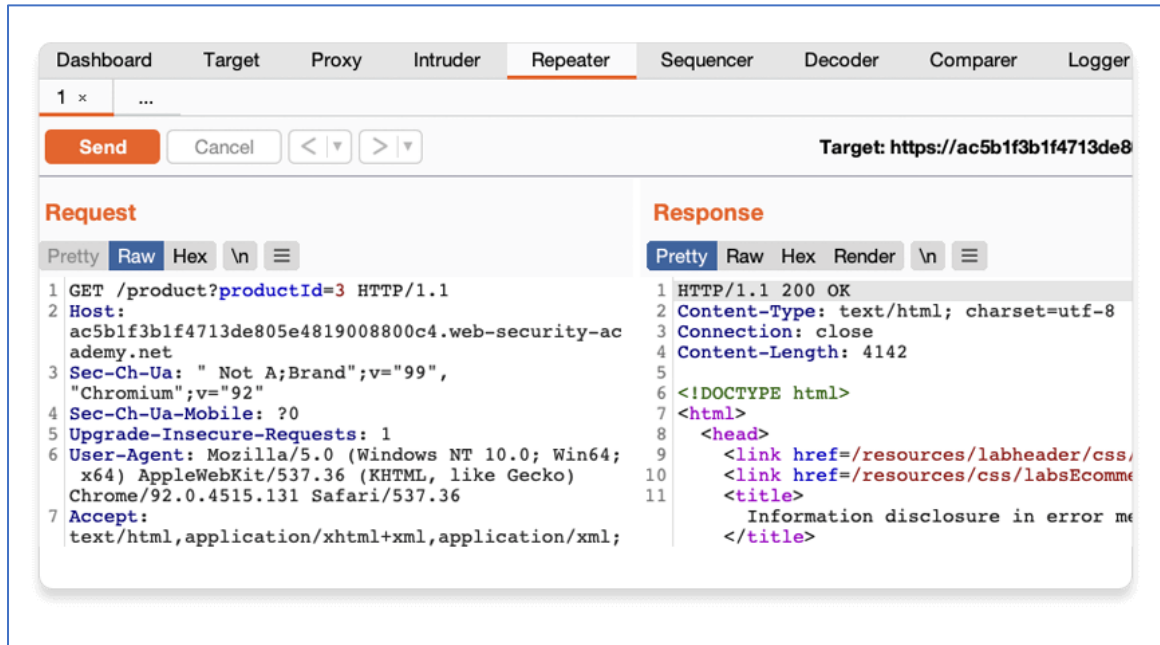 Dashboard Target Proxy Intruder Repeater Sequencer Decoder Comparer Logger
1 × ...
Send Cancel < > Target: https://ac5b1f3b1f4713de8
Request
Pretty Raw Hex \n
1 GET /product?productId=3 HTTP/1.1
2 Host:
ac5b1f3b1f4713de805e4819008800c4.web-security-ac
ademy.net
3 Sec-Ch-Ua: " Not A;Brand";v="99",
"Chromium";v="92"
4 Sec-Ch-Ua-Mobile: ?0
5 Upgrade-Insecure-Requests: 1
6 User-Agent: Mozilla/5.0 (Windows NT 10.0; Win64;
x64) AppleWebKit/537.36 (KHTML, like Gecko)
Chrome/92.0.4515.131 Safari/537.36
7 Accept:
text/html,application/xhtml+xml,application/xml;
Response
Pretty Raw Hex Render \n
1 HTTP/1.1 200 OK
2 Content-Type: text/html; charset=utf-8
3 Connection: close
4 Content-Length: 4142
5
6 <!DOCTYPE html>
7 <html>
8 <head>
9 <link href=/resources/labheader/css/
10 <link href=/resources/css/labsEcomme
11 <title>
Information disclosure in error me
</title>